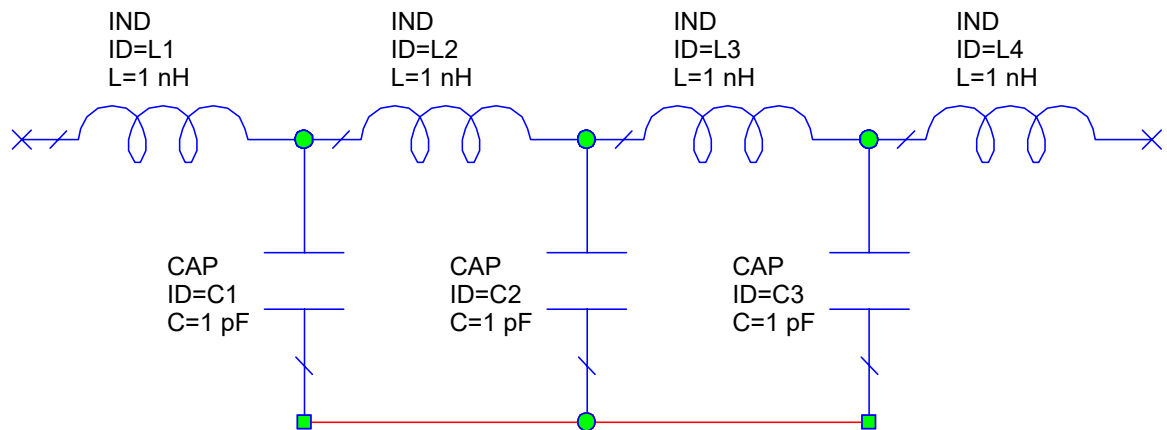 IND
ID=L1
L=1 nH
IND
ID=L2
L=1 nH
IND
ID=L3
L=1 nH
IND
ID=L4
L=1 nH
CAP
ID=C1
C=1 pF
CAP
ID=C2
C=1 pF
CAP
ID=C3
C=1 pF